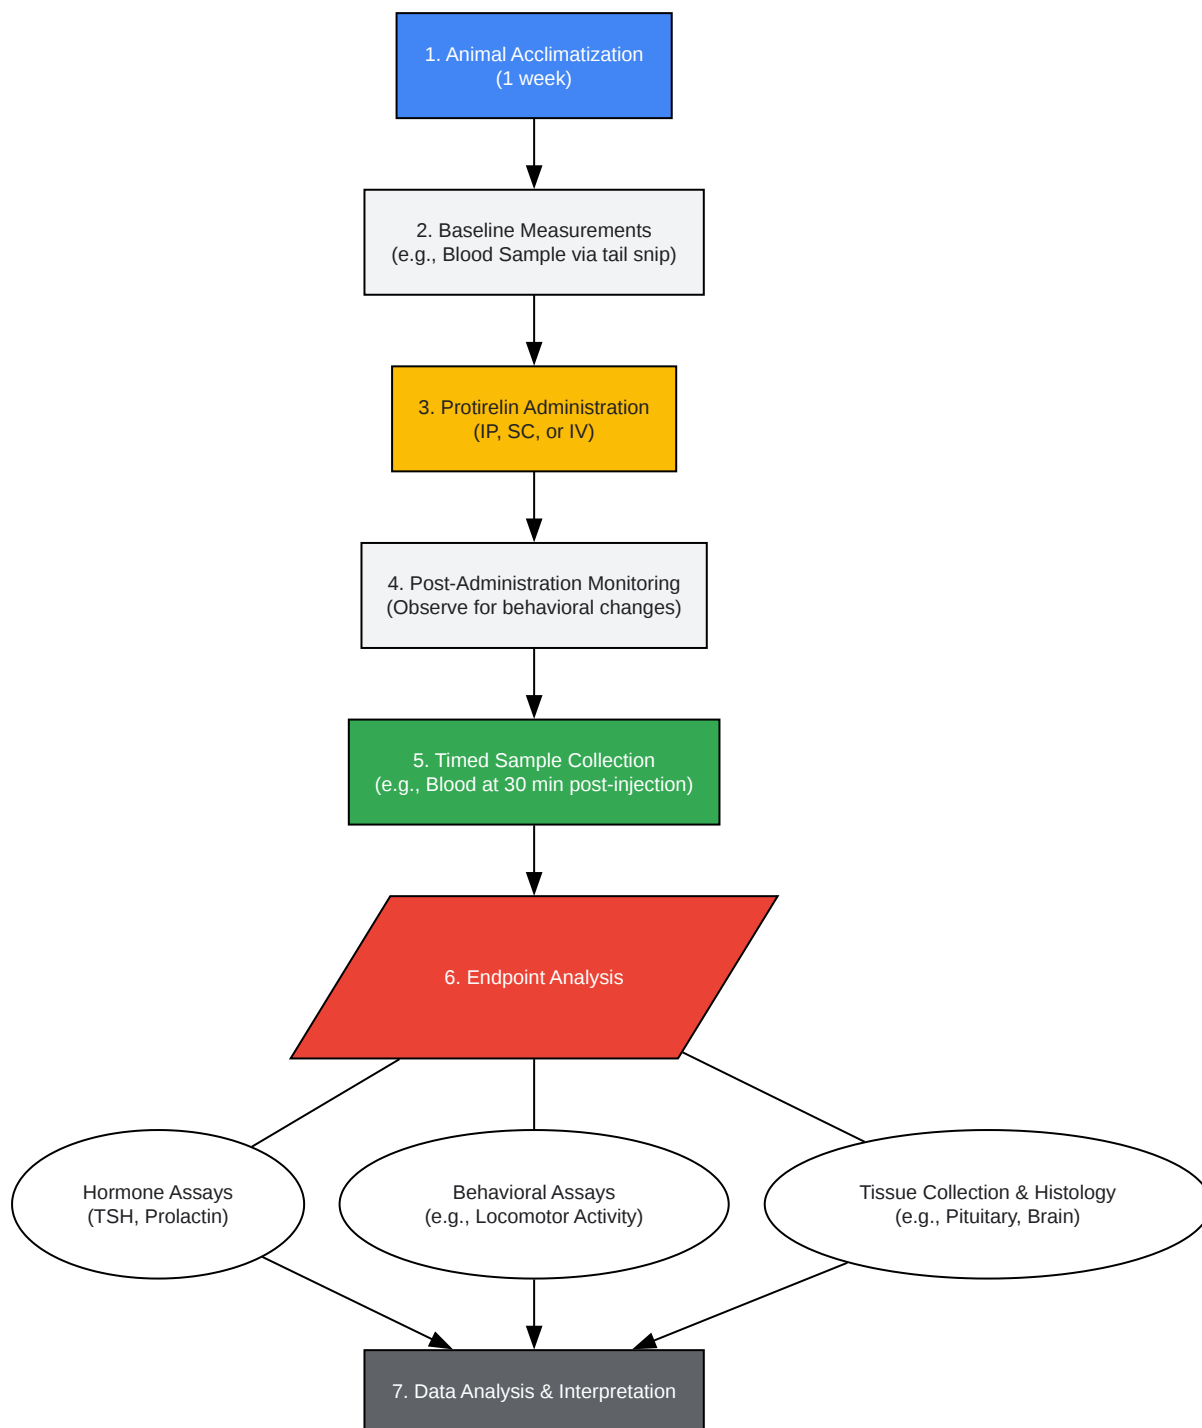 1. Animal Acclimatization
(1 week)
2. Baseline Measurements
(e.g., Blood Sample via tail snip)
3. Protirelin Administration
(IP, SC, or IV)
4. Post-Administration Monitoring
(Observe for behavioral changes)
5. Timed Sample Collection
(e.g., Blood at 30 min post-injection)
6. Endpoint Analysis
Hormone Assays
(TSH, Prolactin)
Behavioral Assays
(e.g., Locomotor Activity)
Tissue Collection & Histology
(e.g., Pituitary, Brain)
7. Data Analysis & Interpretation